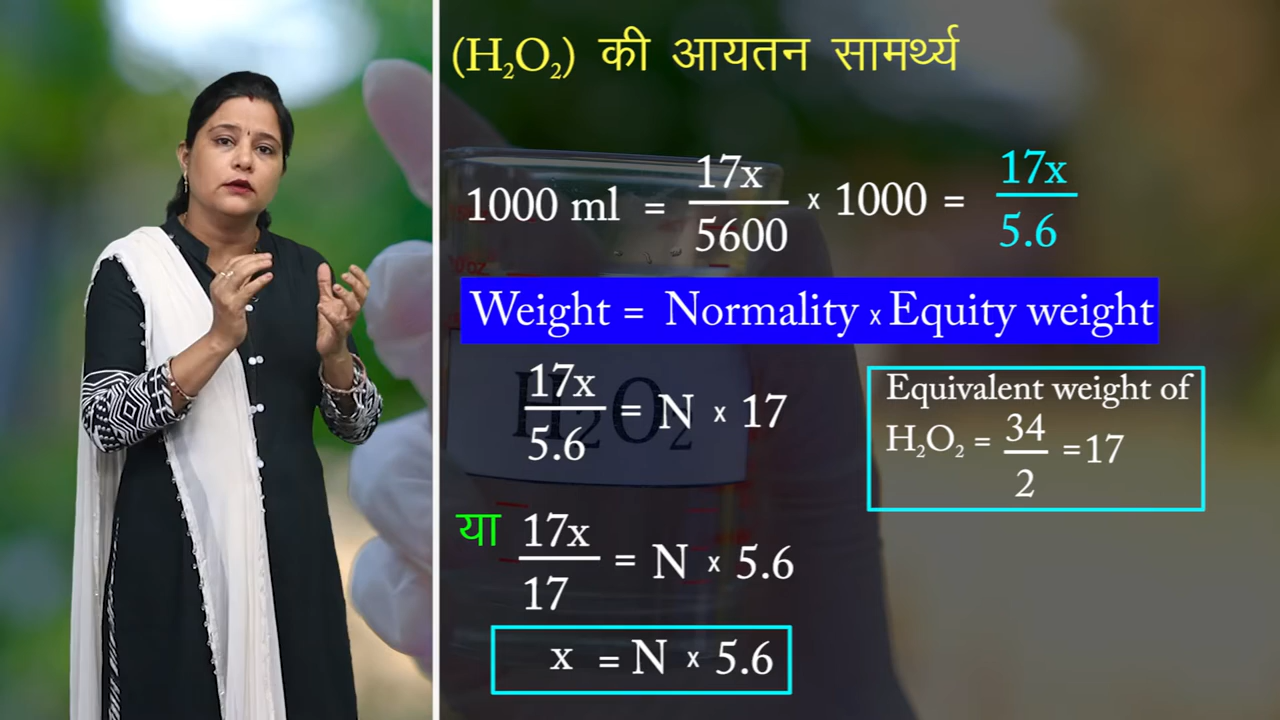 (H₂O₂) की आयतन सामर्थ्य
1000 ml = 17x/5600 × 1000 = 17x/5.6
Weight = Normality × Equity weight
17x/5.6 = N × 17
Equivalent weight of
H₂O₂ = 34/2 = 17
या 17x/17 = N × 5.6
x = N × 5.6
H₂O₂